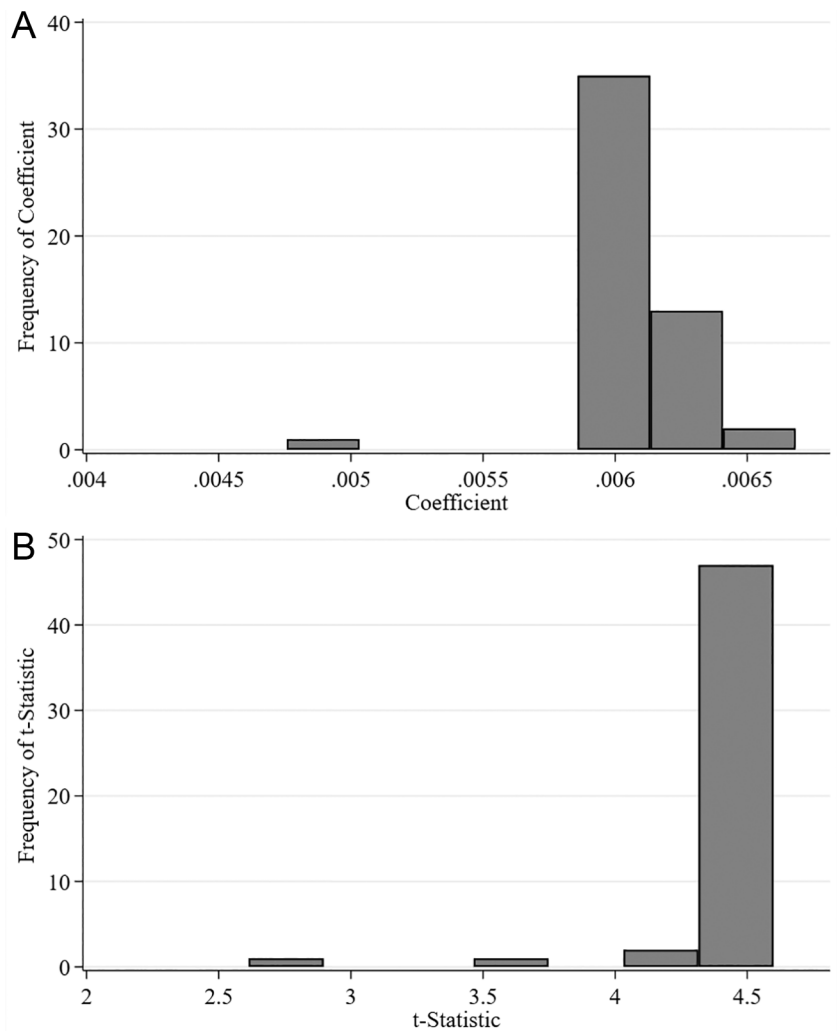 A
Frequency of Coefficient
40
30
20
10
0
.004 .0045 .005 .0055 .006 .0065
Coefficient
B
Frequency of t-Statistic
50
40
30
20
10
0
2 2.5 3 3.5 4 4.5
t-Statistic